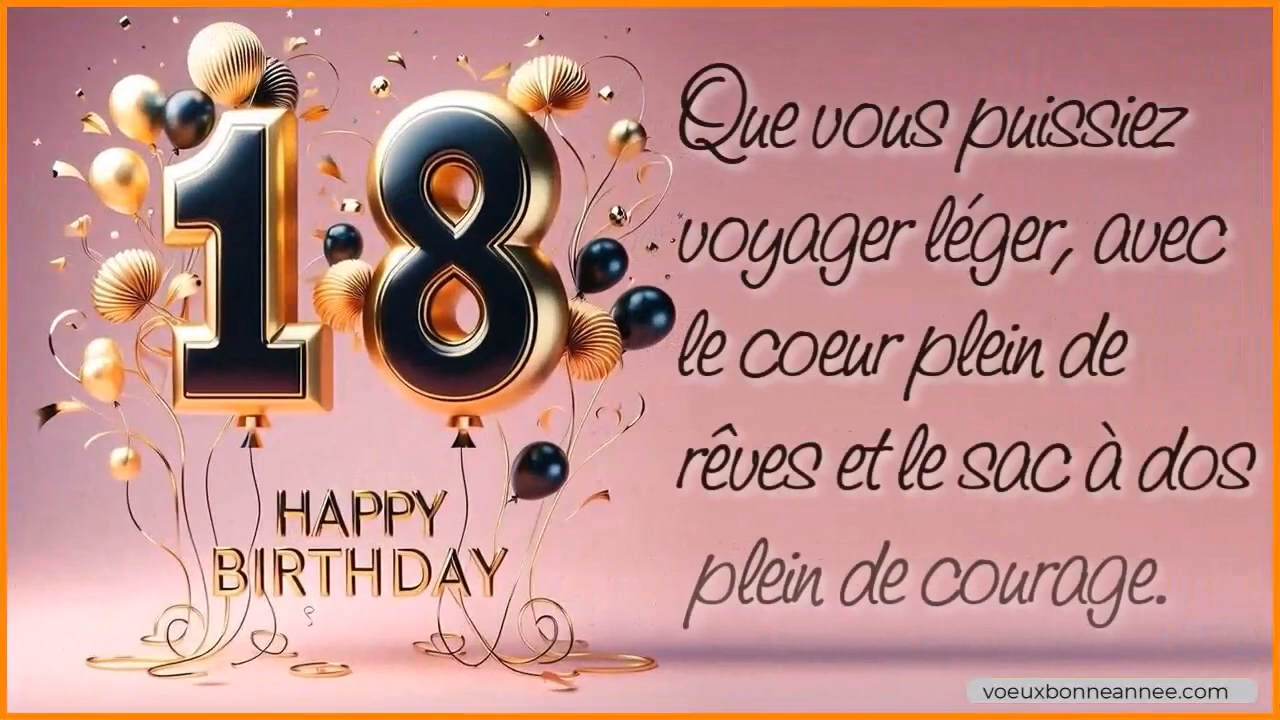 18
HAPPY
BIRTHDAY
Que vous puissiez
voyager léger, avec
le coeur plein de
rêves et le sac à dos
plein de courage.
voeuxbonneannee.com